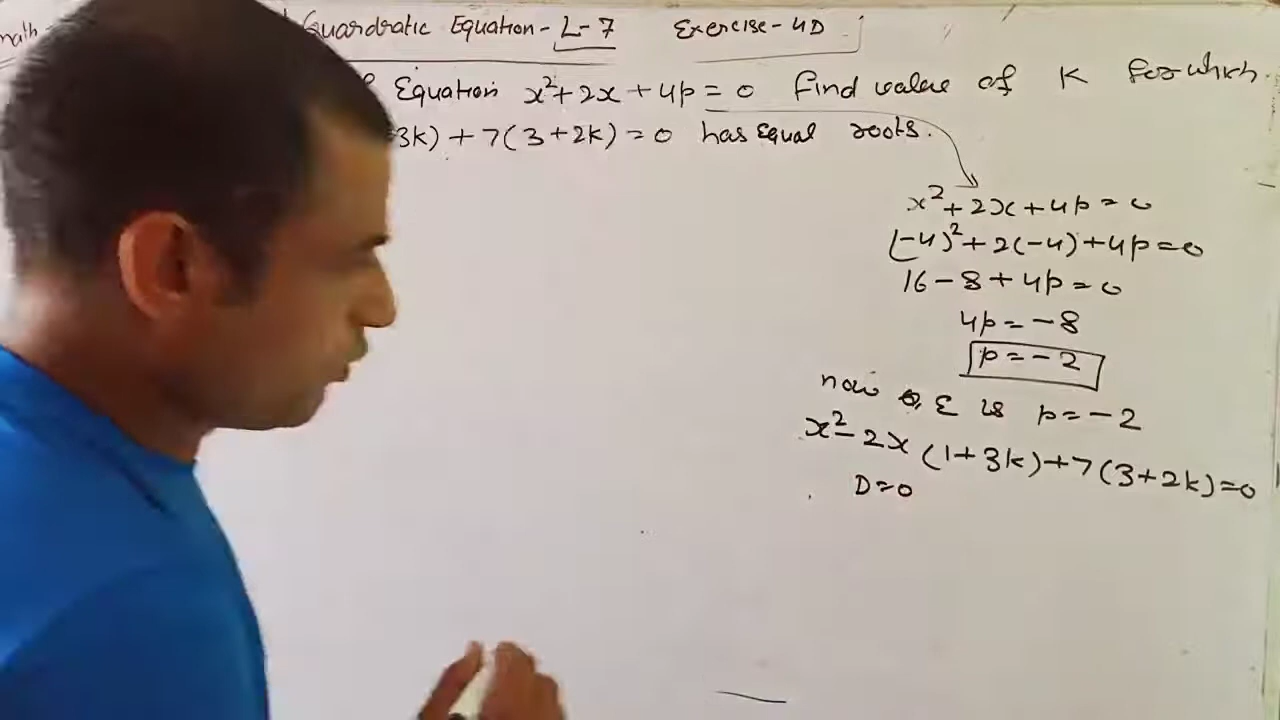 math Quardratic Equation - L-7 Exercise-4D
Equation x²+2x+4p=0 find value of K for which
3k)+7(3+2k)=0 has Equal roots.
x²+2x+4p=0
(-4)²+2(-4)+4p=0
16-8+4p=0
4p=-8
p=-2
now Q.E is p=-2
x²-2x(1+3k)+7(3+2k)=0
D=0